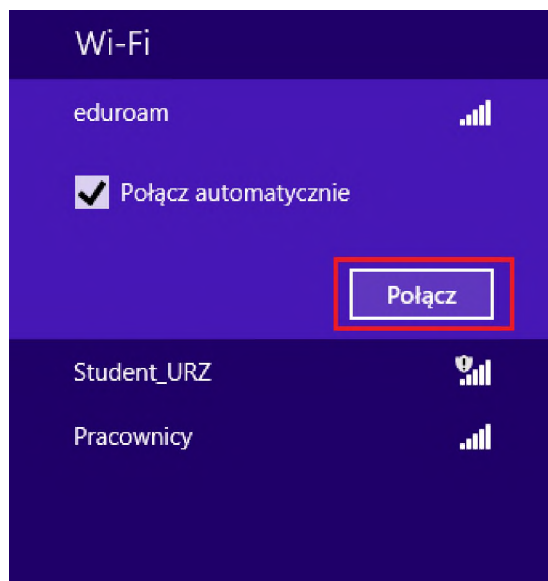 Wi-Fi
eduroam
Połącz automatycznie
Połącz
Student_URZ
Pracownicy